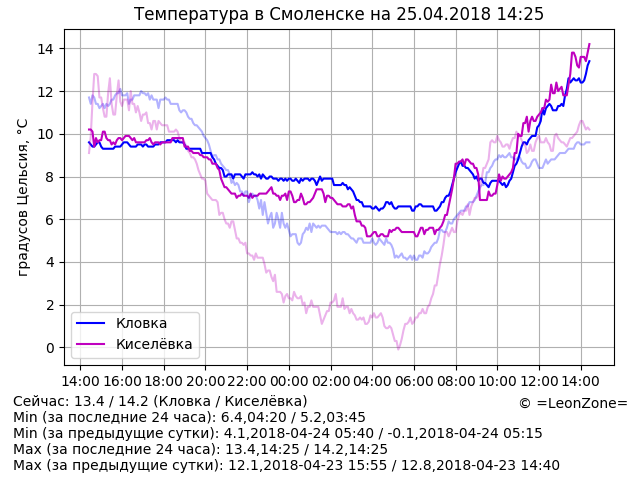 Температура в Смоленске на 25.04.2018 14:25
градусов Цельсия, °C
14
12
10
8
6
4
2
0
Кловка
Киселёвка
14:00 16:00 18:00 20:00 22:00 00:00 02:00 04:00 06:00 08:00 10:00 12:00 14:00
Сейчас: 13.4 / 14.2 (Кловка / Киселёвка)
© =LeonZone=
Min (за последние 24 часа): 6.4,04:20 / 5.2,03:45
Min (за предыдущие сутки): 4.1,2018-04-24 05:40 / -0.1,2018-04-24 05:15
Max (за последние 24 часа): 13.4,14:25 / 14.2,14:25
Max (за предыдущие сутки): 12.1,2018-04-23 15:55 / 12.8,2018-04-23 14:40